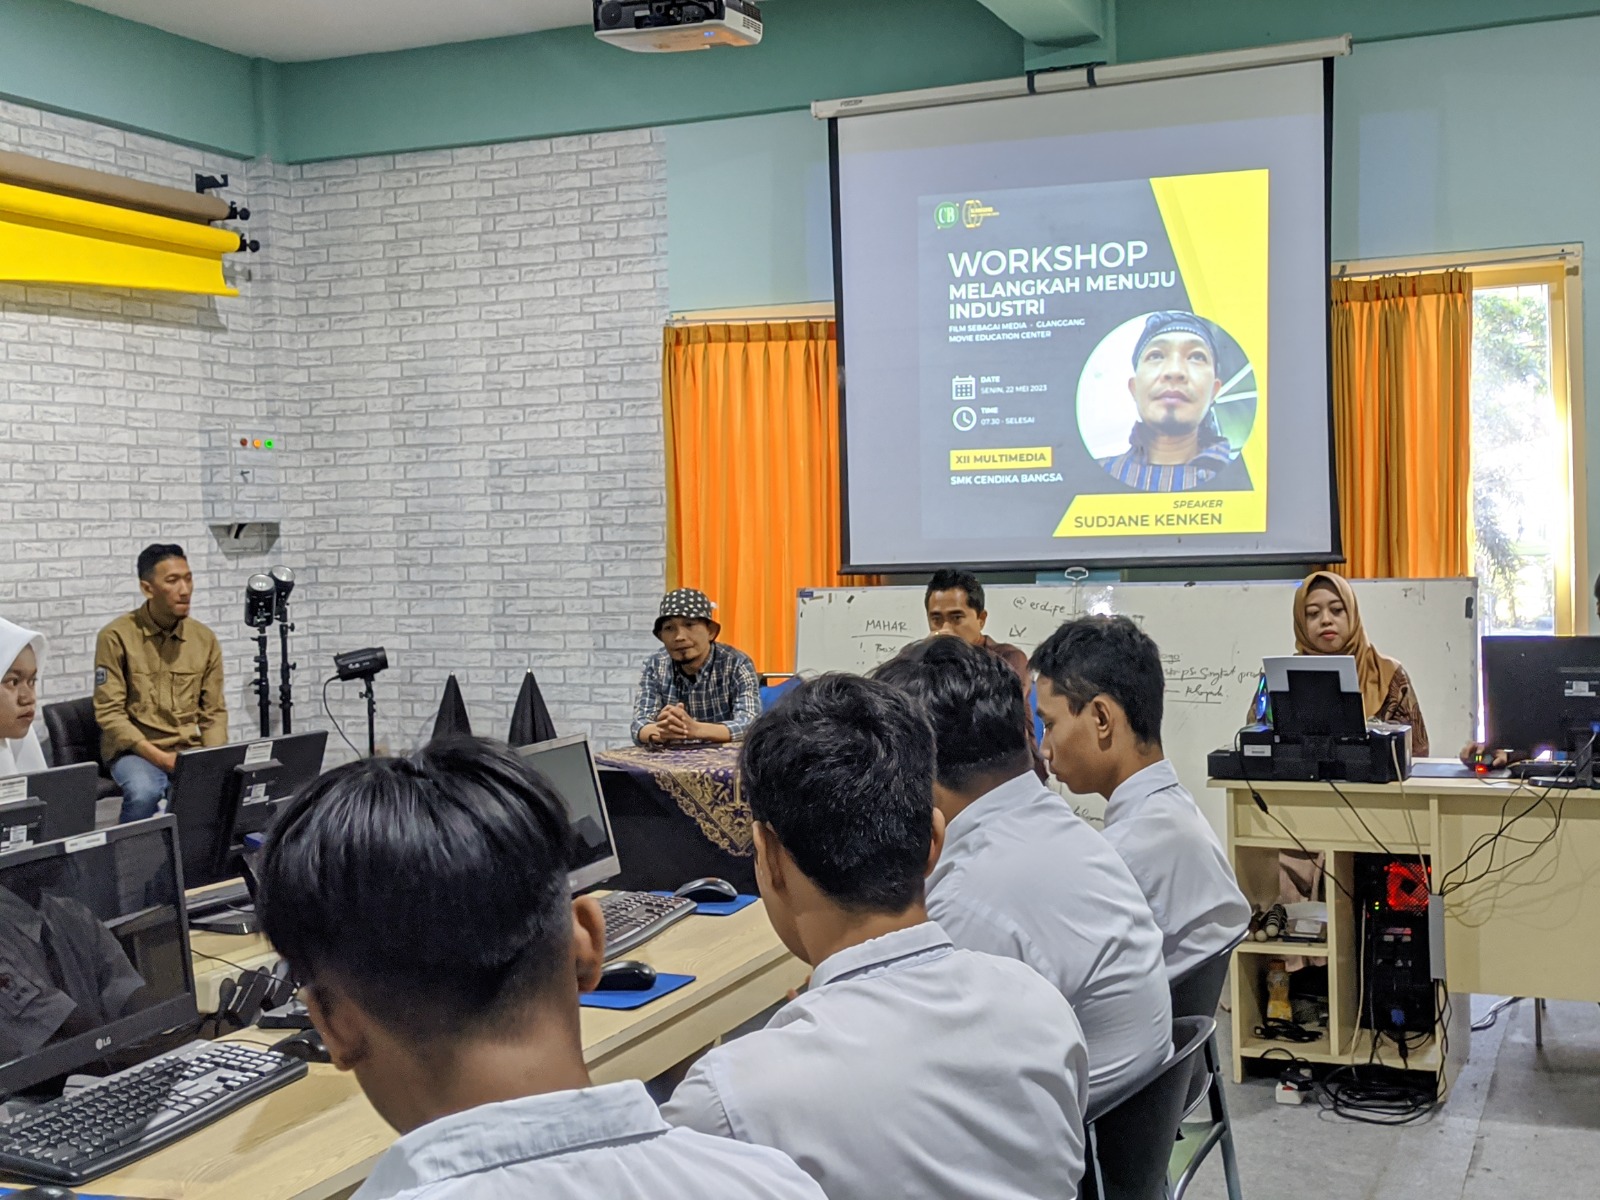 CB
WORKSHOP
MELANGKAH MENUJU
INDUSTRI
FILM SEBAGAI MEDIA - GLANGGANG
MOVIE EDUCATION CENTER
DATE
SENIN, 22 MEI 2023
TIME
07.30 - SELESAI
XII MULTIMEDIA
SMK CENDIKA BANGSA
SPEAKER
SUDJANE KENKEN
MAHAR
LG